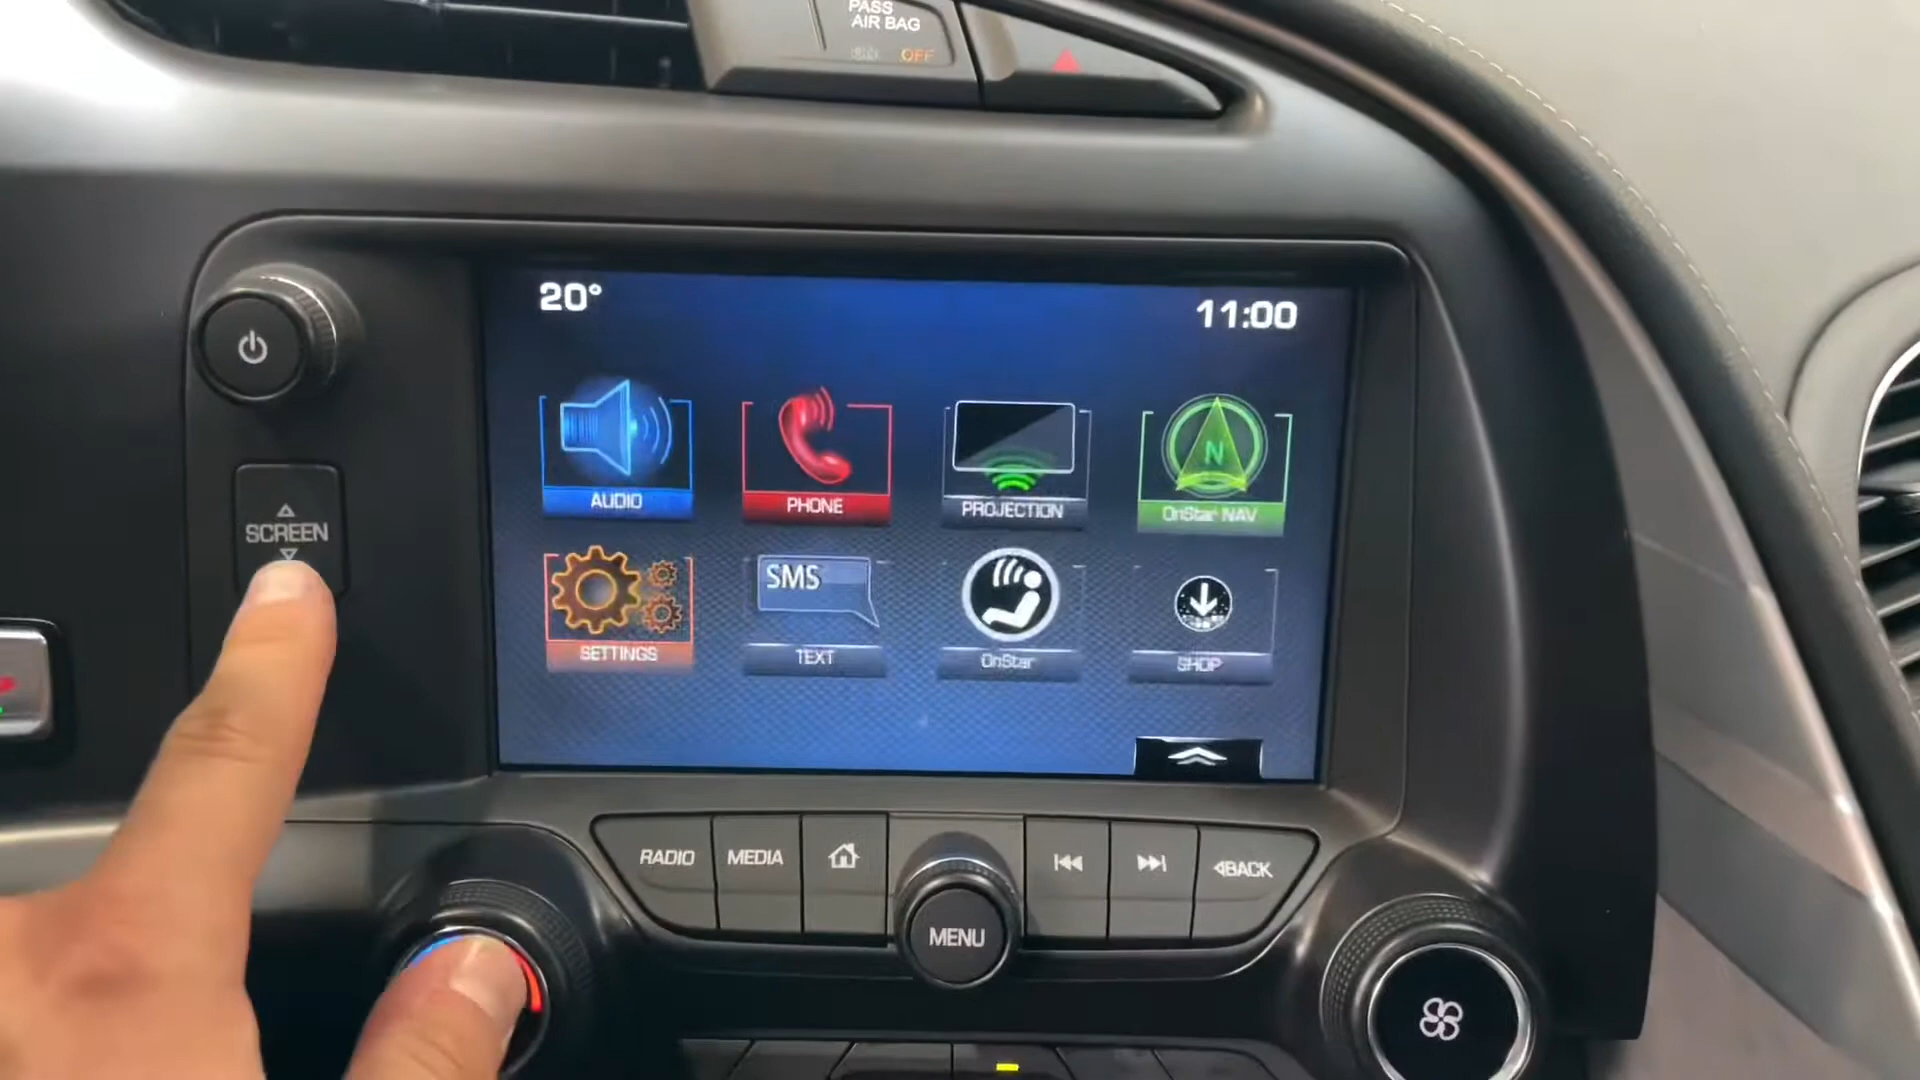 PASS
AIR BAG
OFF
20°
11:00
AUDIO
PHONE
PROJECTION
N
OnStar NAV
SCREEN
SETTINGS
SMS
TEXT
OnStar
SHOP
RADIO
MEDIA
BACK
MENU